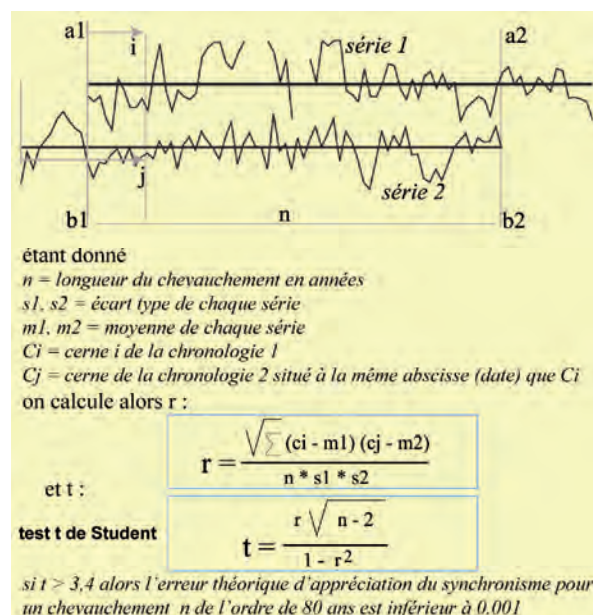 a1
i
série 1
a2
j
série 2
b1
n
b2
étant donné
n = longueur du chevauchement en années
s1, s2 = écart type de chaque série
m1, m2 = moyenne de chaque série
Ci = cerne i de la chronologie 1
Cj = cerne de la chronologie 2 situé à la même abscisse (date) que Ci
on calcule alors r :
r = √∑ (ci - m1) (cj - m2)
n * s1 * s2
et t :
test t de Student
t = r √ n - 2
1 - r²
si t > 3,4 alors l'erreur théorique d'appréciation du synchronisme pour
un chevauchement n de l'ordre de 80 ans est inférieur à 0,001